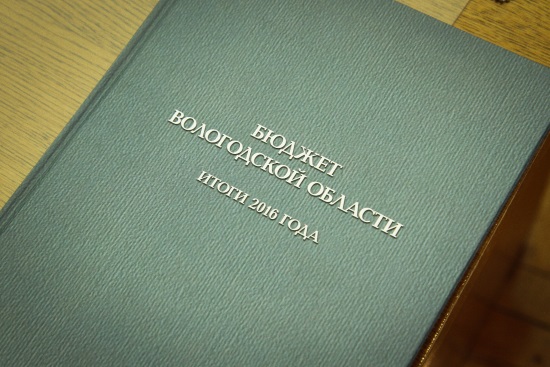 БЮДЖЕТ
ВОЛОГОДСКОЙ ОБЛАСТИ
ИТОГИ 2016 ГОДА